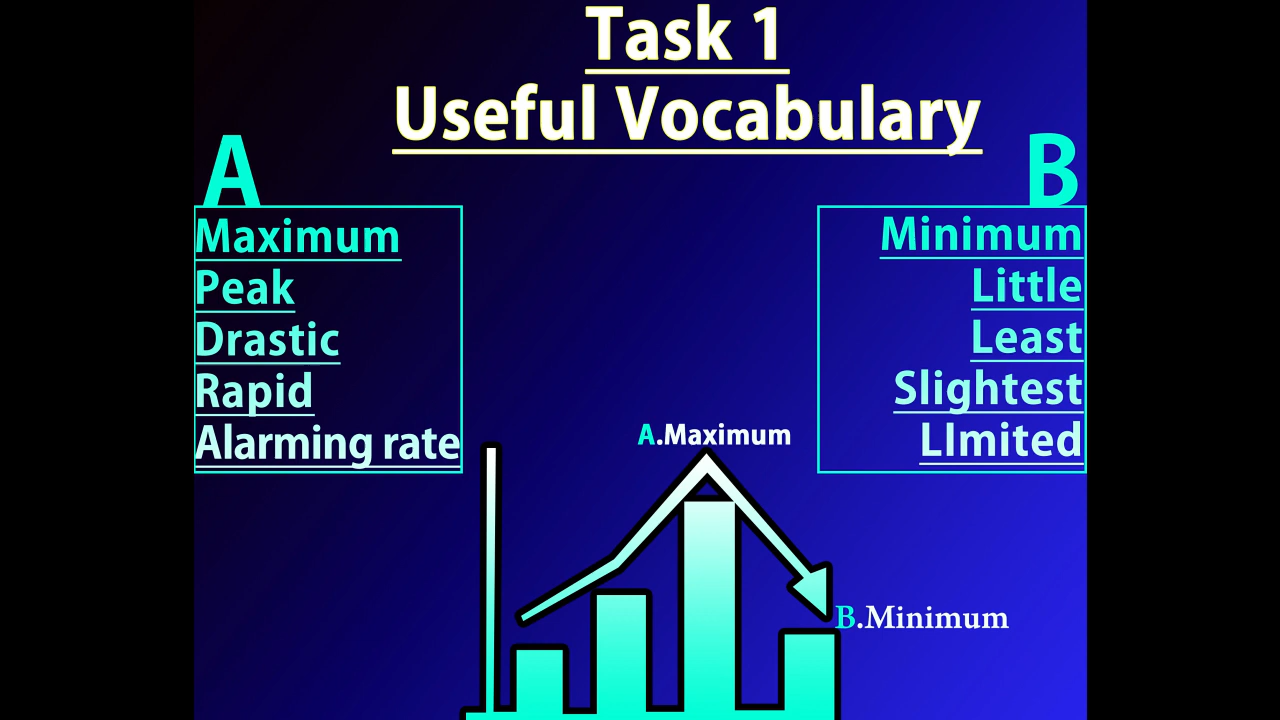 Task 1
Useful Vocabulary
A
Maximum
Peak
Drastic
Rapid
Alarming rate
B
Minimum
Little
Least
Slightest
LImited
A.Maximum
B.Minimum